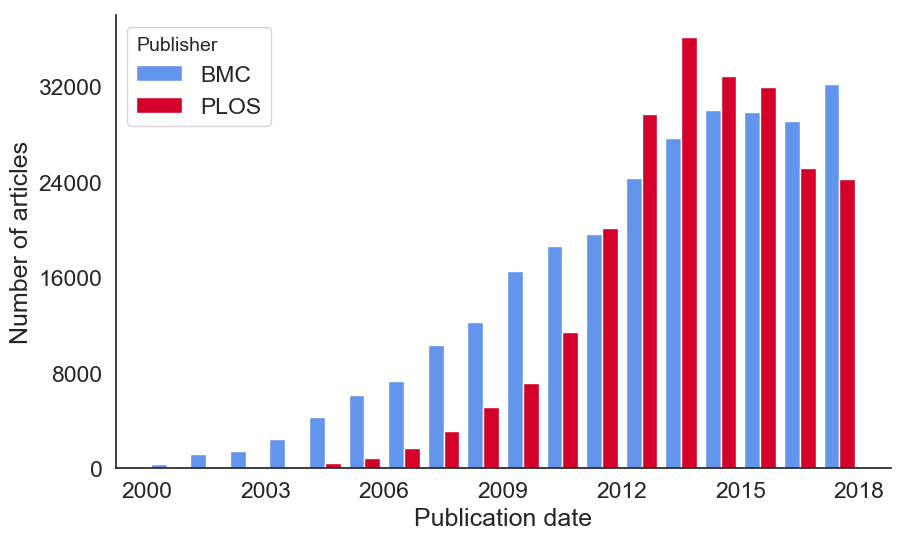 Publisher
BMC
PLOS
Number of articles
32000
24000
16000
8000
0
2000 2003 2006 2009 2012 2015 2018
Publication date